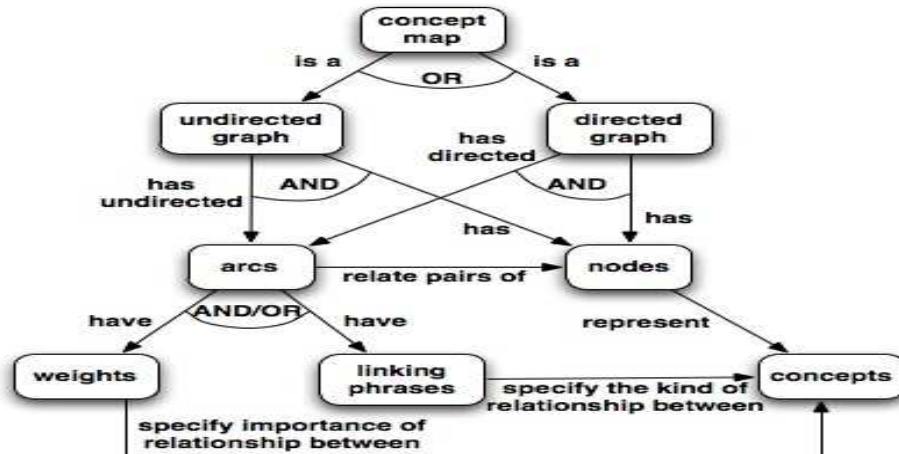 concept
map
is a
OR
is a
undirected
graph
directed
graph
has
directed
has
undirected
AND
AND
has
has
arcs
relate pairs of
nodes
have
AND/OR
have
represent
weights
linking
phrases
specify the kind of
relationship between
concepts
specify importance of
relationship between